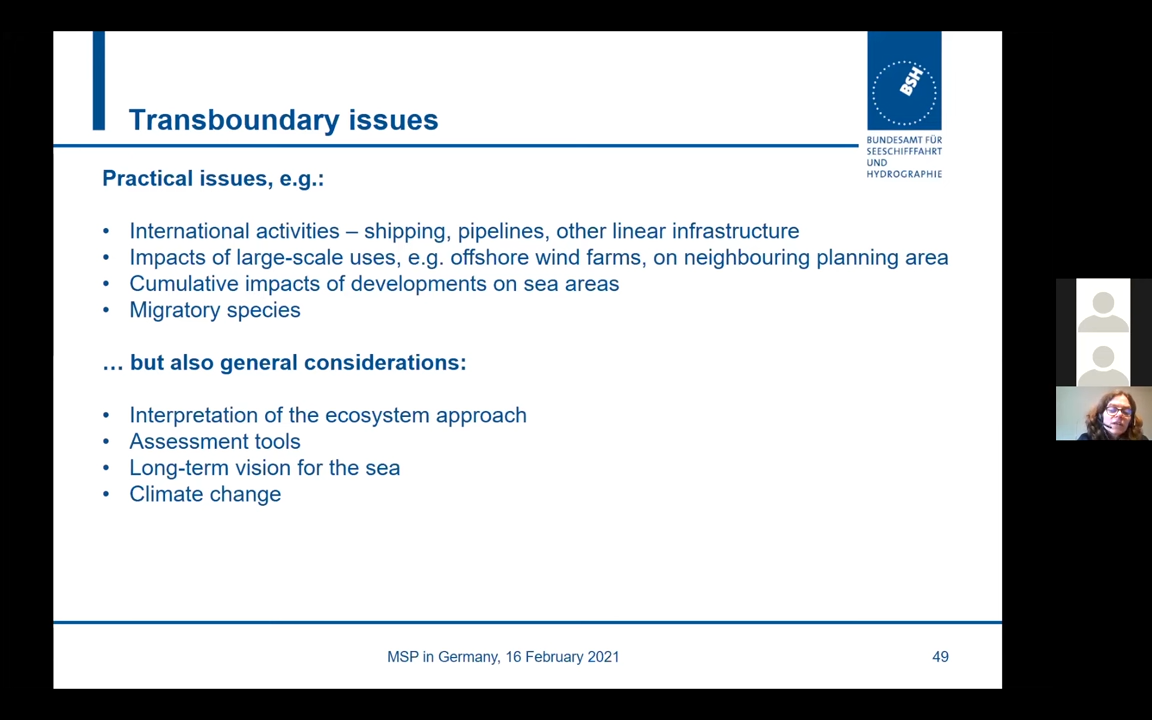 Transboundary issues
BSH
BUNDESAMT FÜR
SEESCHIFFFAHRT
UND
HYDROGRAPHIE
Practical issues, e.g.:
• International activities – shipping, pipelines, other linear infrastructure
• Impacts of large-scale uses, e.g. offshore wind farms, on neighbouring planning area
• Cumulative impacts of developments on sea areas
• Migratory species
… but also general considerations:
• Interpretation of the ecosystem approach
• Assessment tools
• Long-term vision for the sea
• Climate change
MSP in Germany, 16 February 2021
49